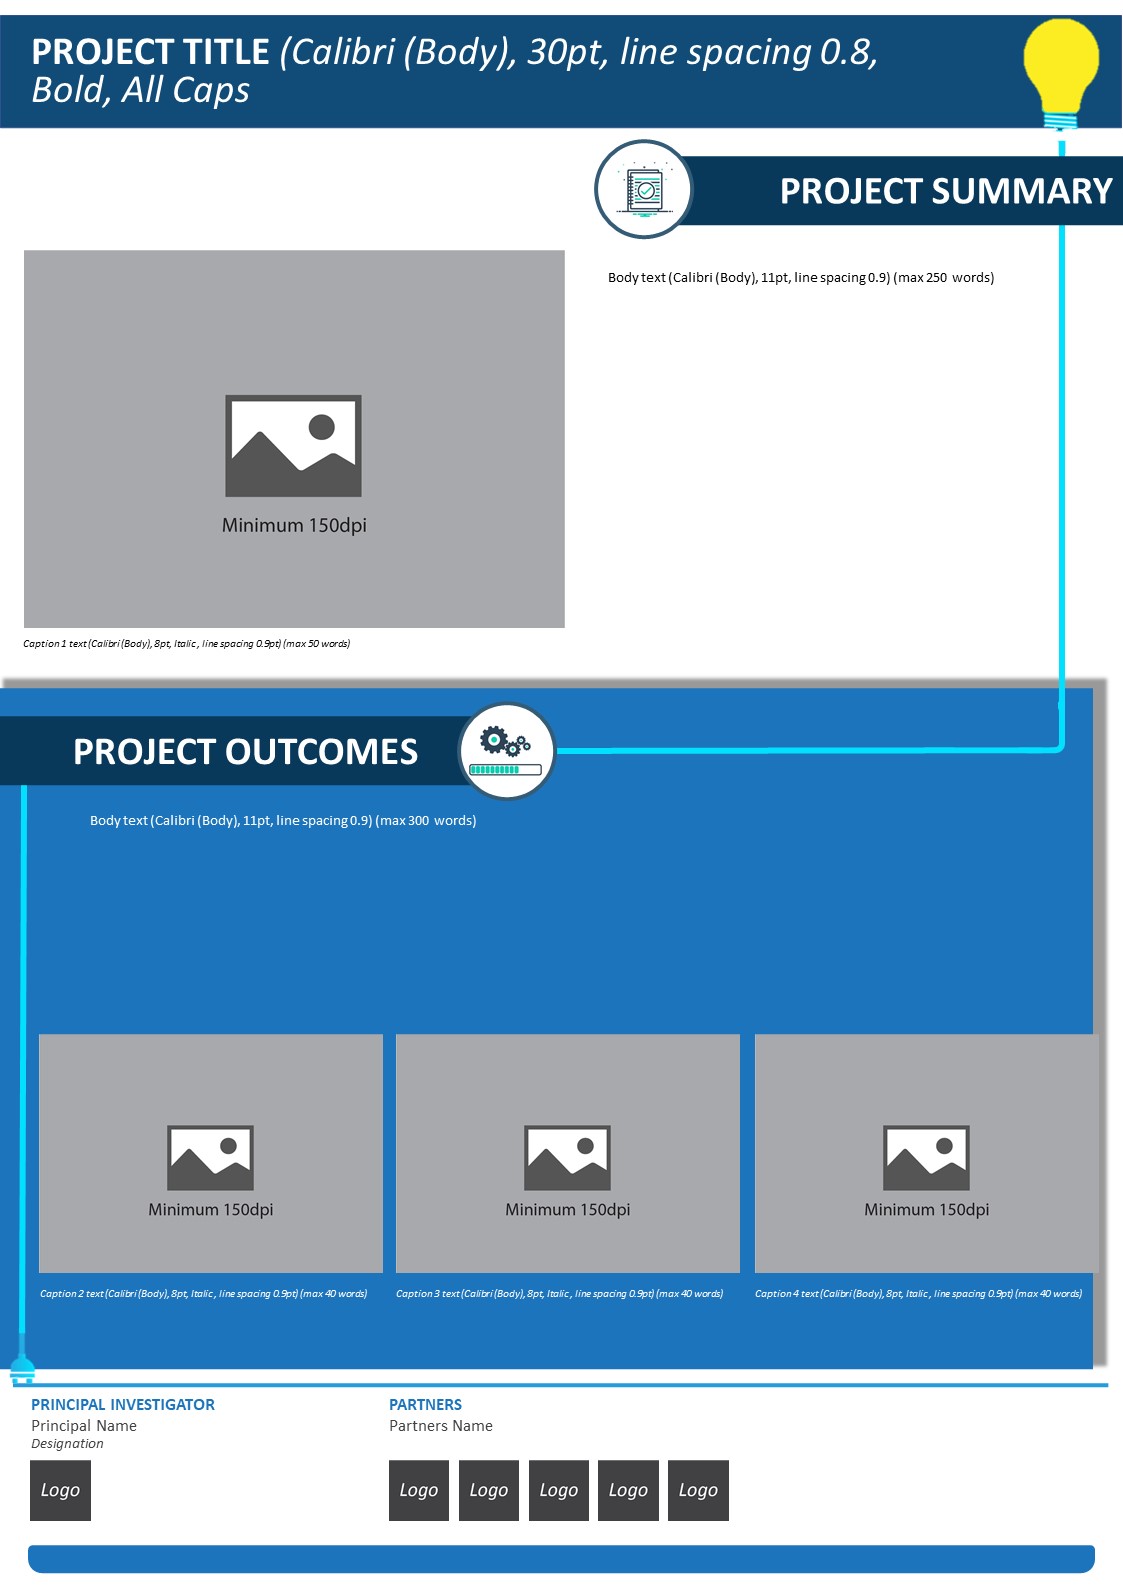 PROJECT TITLE (Calibri (Body), 30pt, line spacing 0.8,
Bold, All Caps
PROJECT SUMMARY
Body text (Calibri (Body), 11pt, line spacing 0.9) (max 250 words)
Minimum 150dpi
Caption 1 text (Calibri (Body), 8pt, Italic , line spacing 0.9pt) (max 50 words)
PROJECT OUTCOMES
Body text (Calibri (Body), 11pt, line spacing 0.9) (max 300 words)
Minimum 150dpi
Minimum 150dpi
Minimum 150dpi
Caption 2 text (Calibri (Body), 8pt, Italic , line spacing 0.9pt) (max 40 words)
Caption 3 text (Calibri (Body), 8pt, Italic , line spacing 0.9pt) (max 40 words)
Caption 4 text (Calibri (Body), 8pt, Italic , line spacing 0.9pt) (max 40 words)
PRINCIPAL INVESTIGATOR
Principal Name
Designation
Logo
PARTNERS
Partners Name
Logo Logo Logo Logo Logo